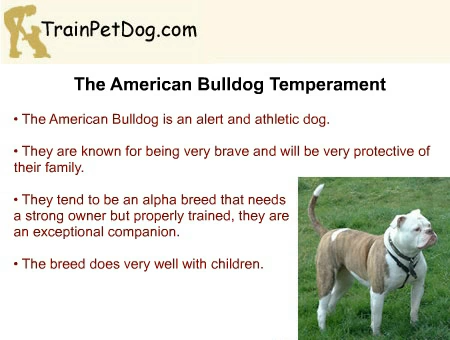 TrainPetDog.com
The American Bulldog Temperament
• The American Bulldog is an alert and athletic dog.
• They are known for being very brave and will be very protective of
their family.
• They tend to be an alpha breed that needs
a strong owner but properly trained, they are
an exceptional companion.
• The breed does very well with children.